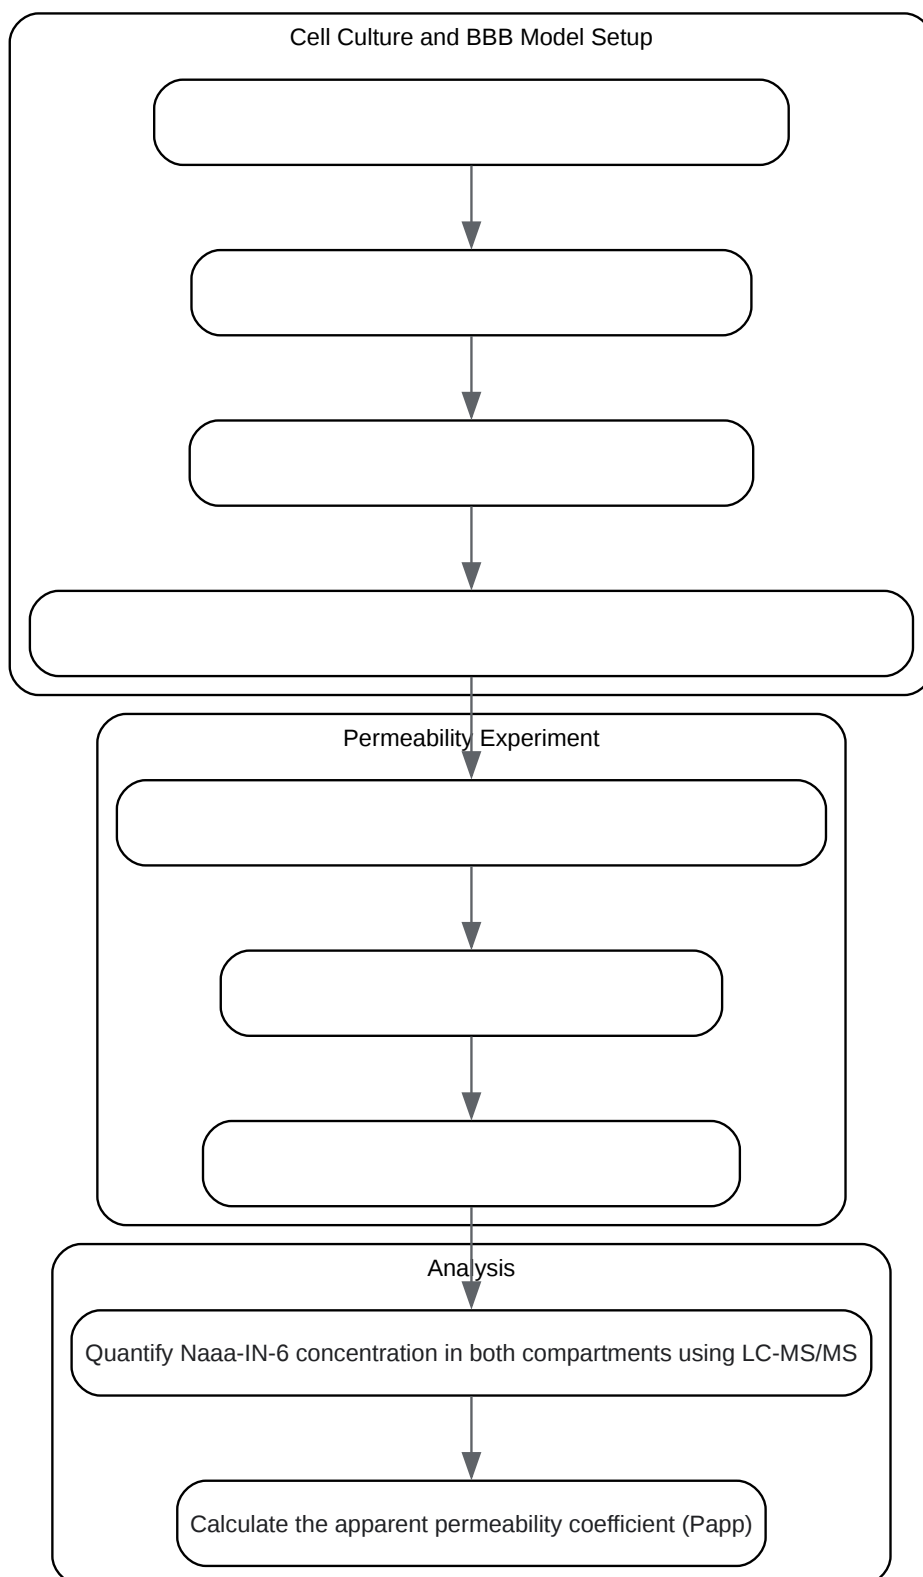 Cell Culture and BBB Model Setup
Permeability Experiment
Analysis
Quantify Naaa-IN-6 concentration in both compartments using LC-MS/MS
Calculate the apparent permeability coefficient (Papp)